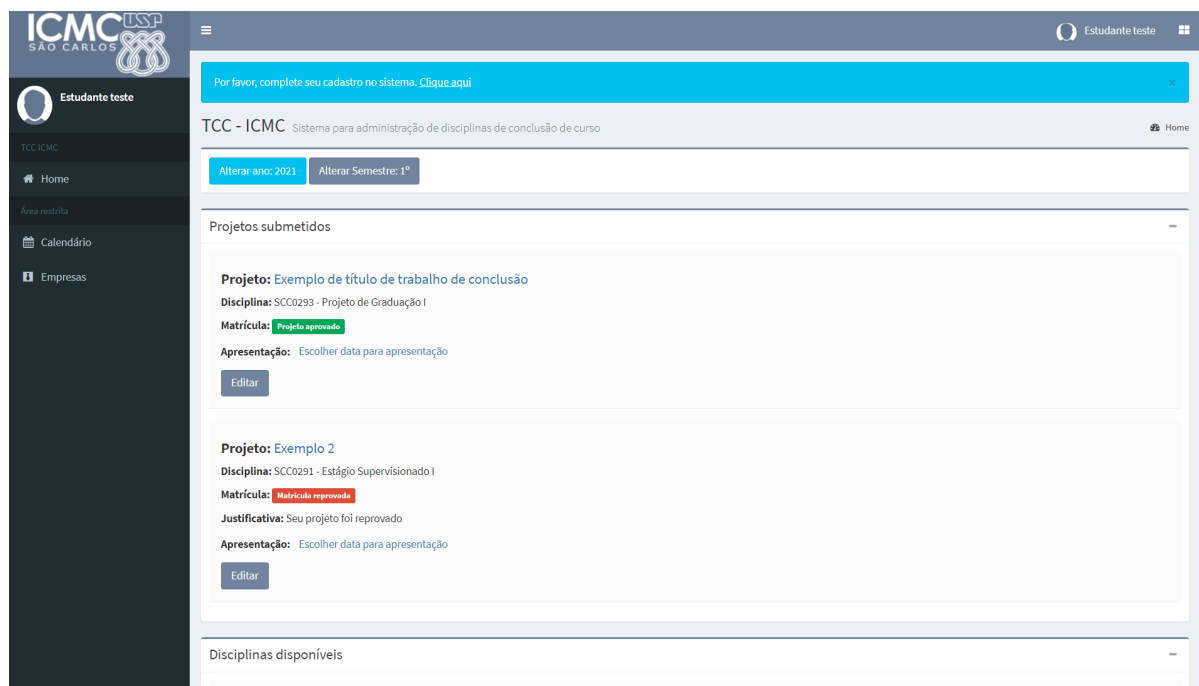 ICMC USP
SÃO CARLOS
Estudante teste
Estudante teste
TCC ICMC
Home
Área restrita
Calendário
Empresas
Por favor, complete seu cadastro no sistema. Clique aqui ×
TCC - ICMC Sistema para administração de disciplinas de conclusão de curso
Home
Alterar ano: 2021 Alterar Semestre: 1º
Projetos submetidos
Projeto: Exemplo de título de trabalho de conclusão
Disciplina: SCC0293 - Projeto de Graduação I
Matrícula: Projeto aprovado
Apresentação: Escolher data para apresentação
Editar
Projeto: Exemplo 2
Disciplina: SCC0291 - Estágio Supervisionado I
Matrícula: Matrícula reprovada
Justificativa: Seu projeto foi reprovado
Apresentação: Escolher data para apresentação
Editar
Disciplinas disponíveis